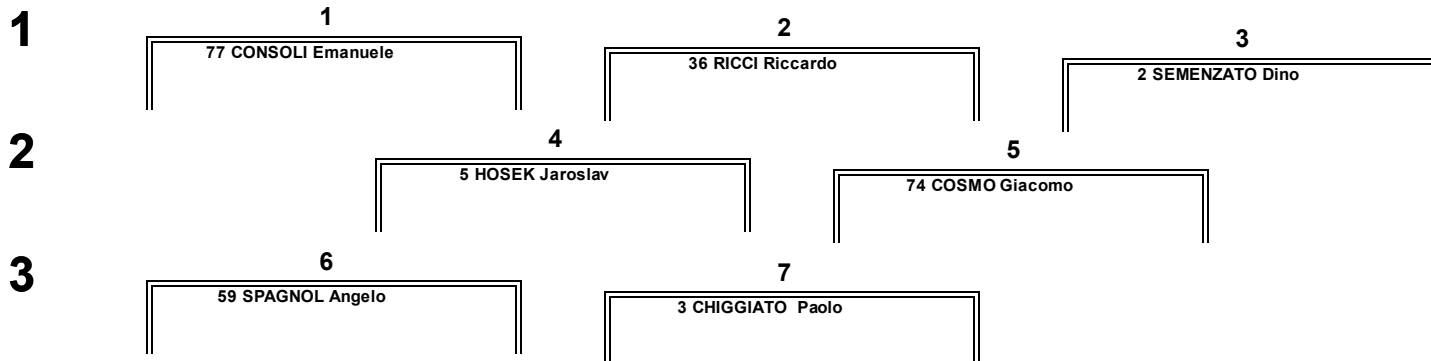 1
1
2
3
77 CONSOLI Emanuele
36 RICCI Riccardo
2 SEMENZATO Dino
2
4
5
5 HOSEK Jaroslav
74 COSMO Giacomo
3
6
7
59 SPAGNOL Angelo
3 CHIGGIATO  Paolo